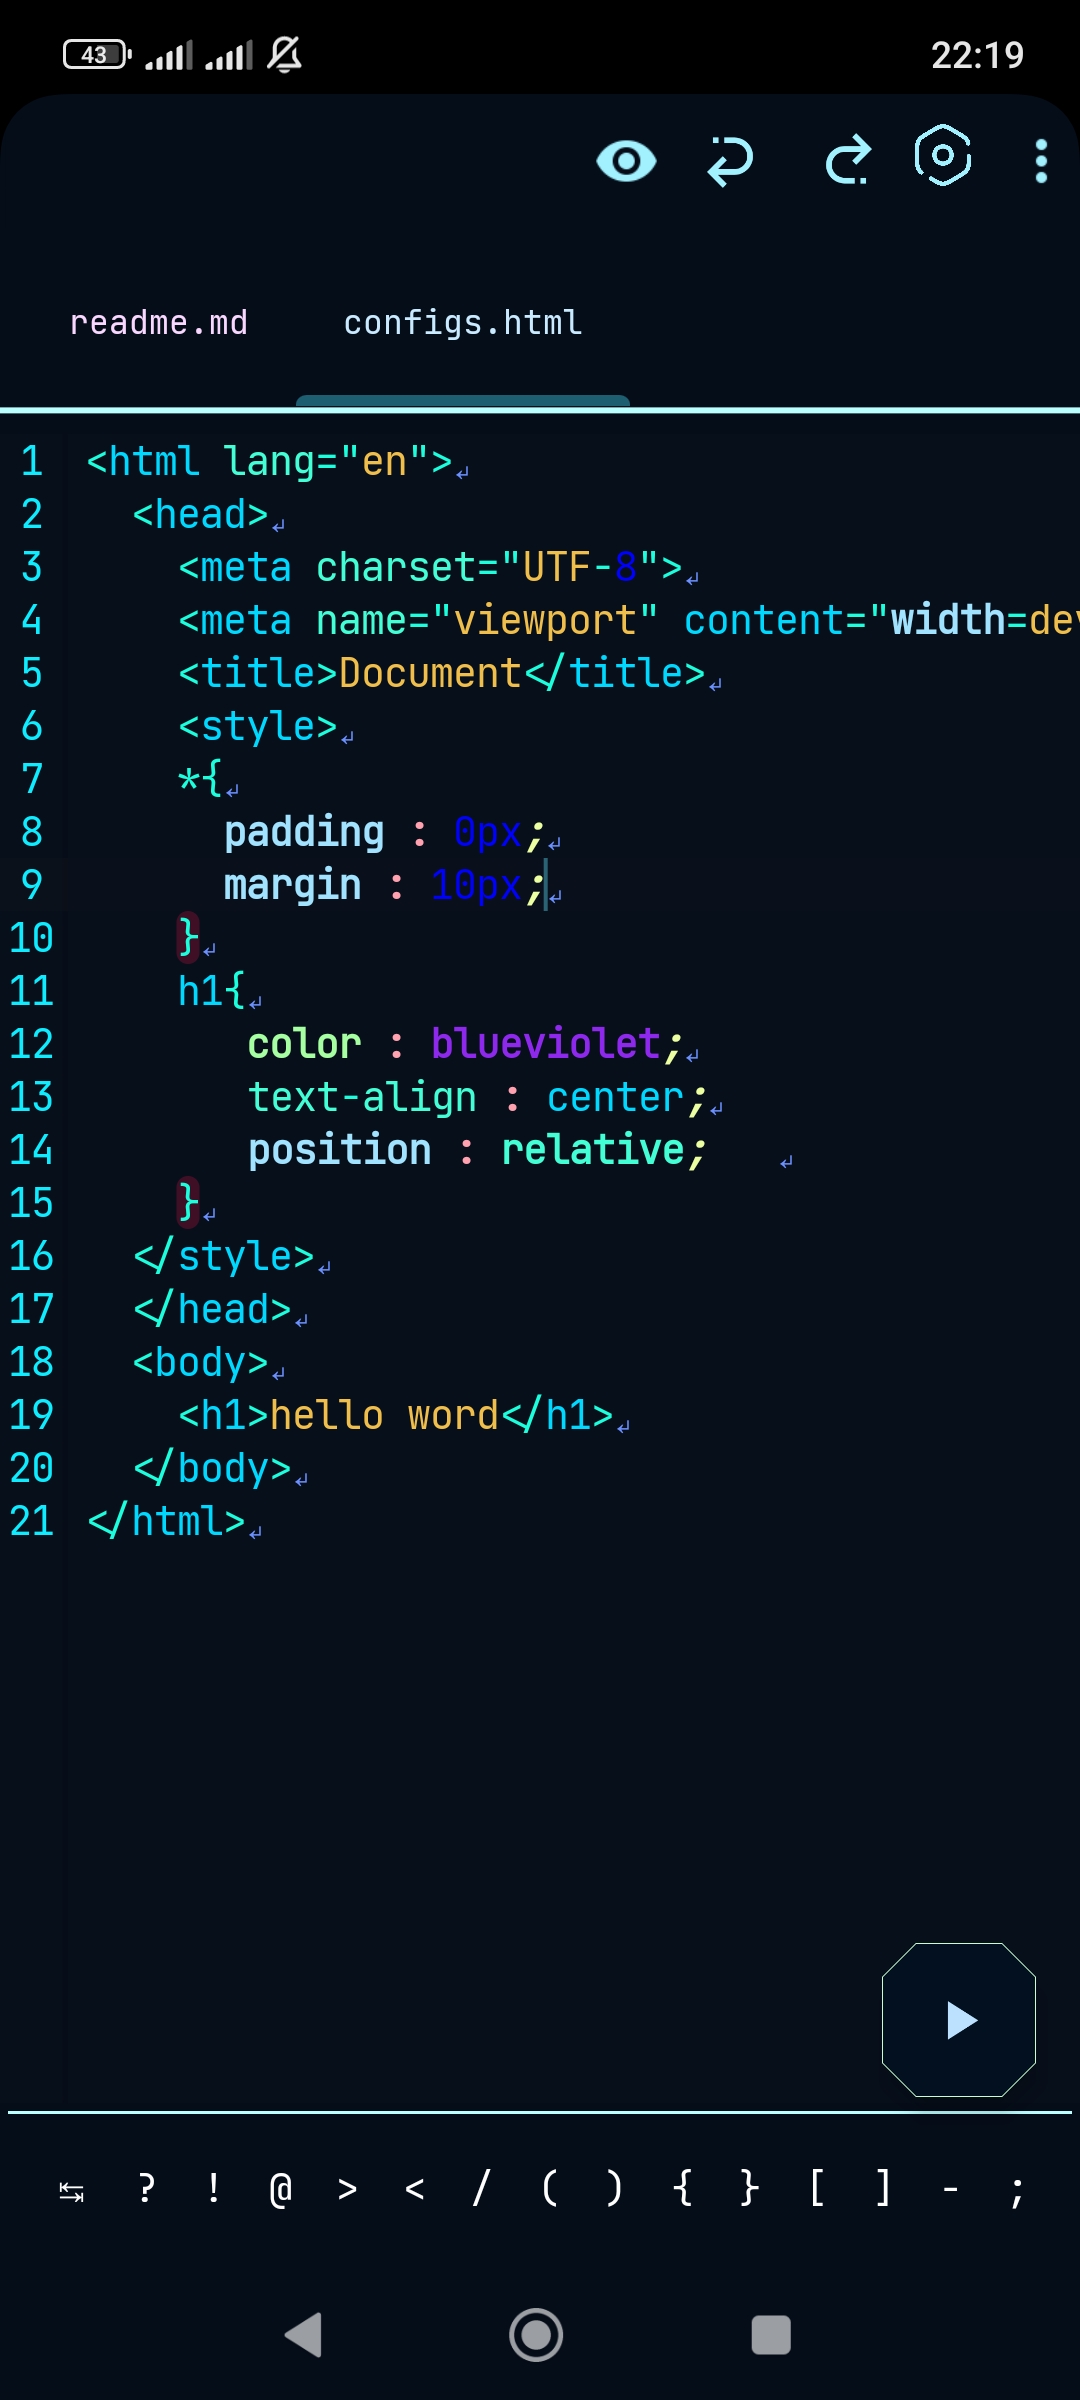 43
22:19
readme.md configs.html
1 <html lang="en">
2 <head>
3 <meta charset="UTF-8">
4 <meta name="viewport" content="width=dev
5 <title>Document</title>
6 <style>
7 *{
8 padding : 0px;
9 margin : 10px;
10 }
11 h1{
12 color : blueviolet;
13 text-align : center;
14 position : relative;
15 }
16 </style>
17 </head>
18 <body>
19 <h1>hello word</h1>
20 </body>
21 </html>
? ! @ > < / ( ) { } [ ] - ;